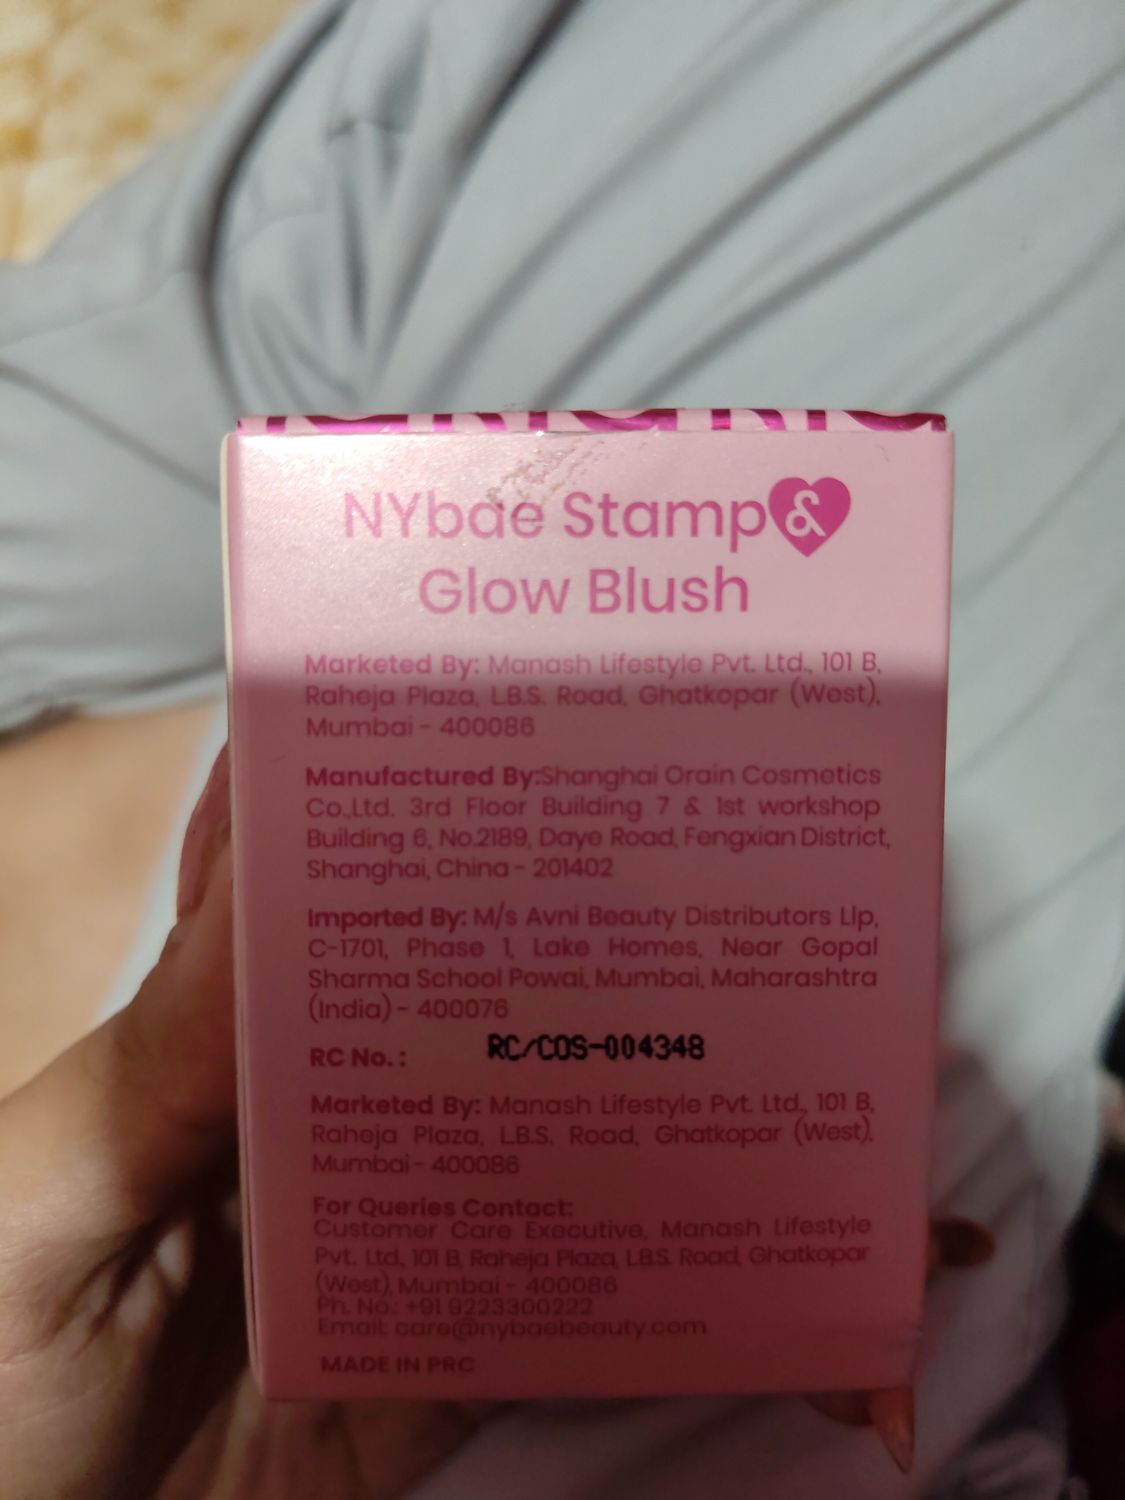 NYbae Stamp &
Glow Blush
Marketed By: Manash Lifestyle Pvt. Ltd., 101 B,
Raheja Plaza, L.B.S. Road, Ghatkopar (West),
Mumbai - 400086
Manufactured By:Shanghai Orain Cosmetics
Co.,Ltd. 3rd Floor Building 7 & 1st workshop
Building 6, No.2189, Daye Road, Fengxian District,
Shanghai, China - 201402
Imported By: M/s Avni Beauty Distributors Llp,
C-1701, Phase 1, Lake Homes, Near Gopal
Sharma School Powai, Mumbai, Maharashtra
(India) - 400076
RC No. : RC/COS-004348
Marketed By: Manash Lifestyle Pvt. Ltd., 101 B,
Raheja Plaza, L.B.S. Road, Ghatkopar (West),
Mumbai - 400086
For Queries Contact:
Customer Care Executive, Manash Lifestyle
Pvt. Ltd, 101 B, Raheja Plaza, L.B.S. Road, Ghatkopar
(West), Mumbai - 400086
Ph. No.: +91 9223300222
Email: care@nybaebeauty.com
MADE IN PRC